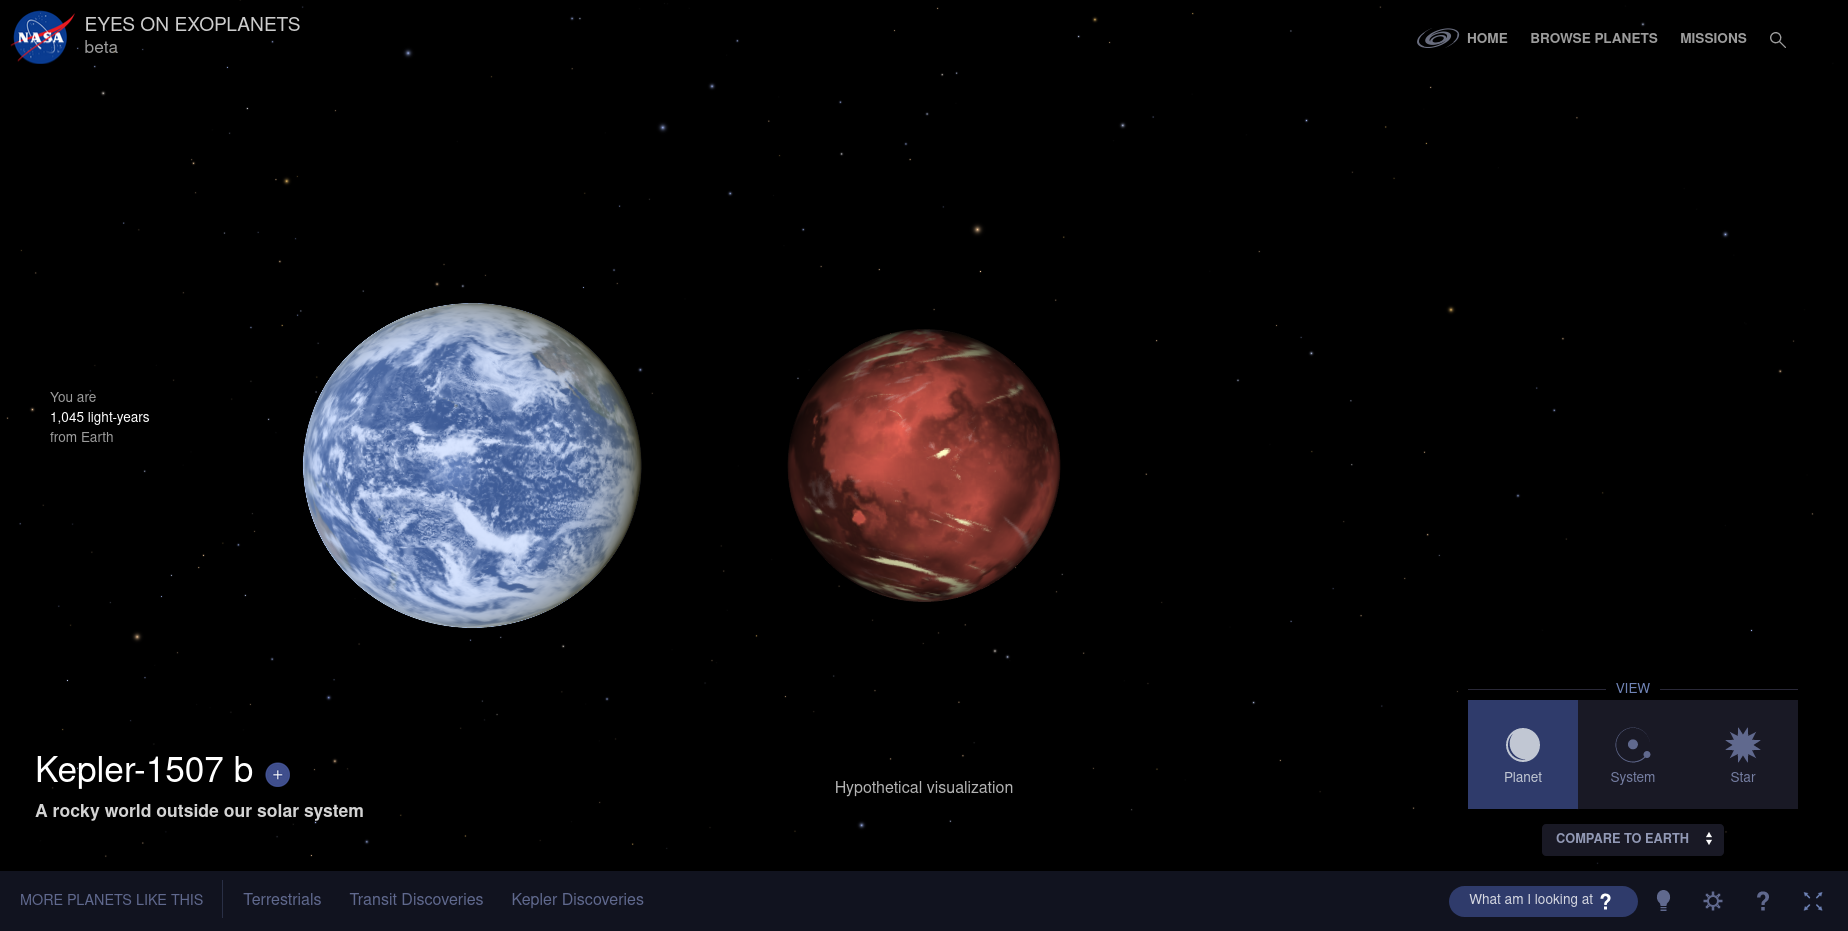 NASA
EYES ON EXOPLANETS
beta
HOME
BROWSE PLANETS
MISSIONS
You are
1,045 light-years
from Earth
VIEW
Planet
System
Star
Kepler-1507 b +
A rocky world outside our solar system
Hypothetical visualization
COMPARE TO EARTH
MORE PLANETS LIKE THIS
Terrestrials
Transit Discoveries
Kepler Discoveries
What am I looking at ?
?